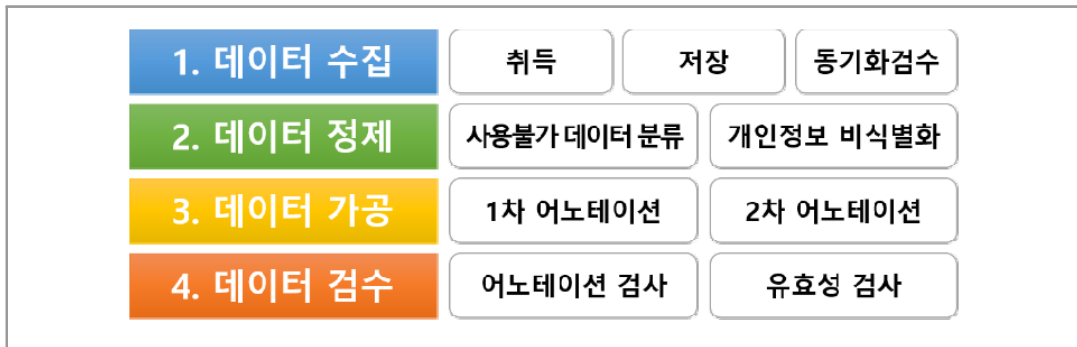 1. 데이터 수집 취득 저장 동기화검수
2. 데이터 정제 사용불가 데이터 분류 개인정보 비식별화
3. 데이터 가공 1차 어노테이션 2차 어노테이션
4. 데이터 검수 어노테이션 검사 유효성 검사